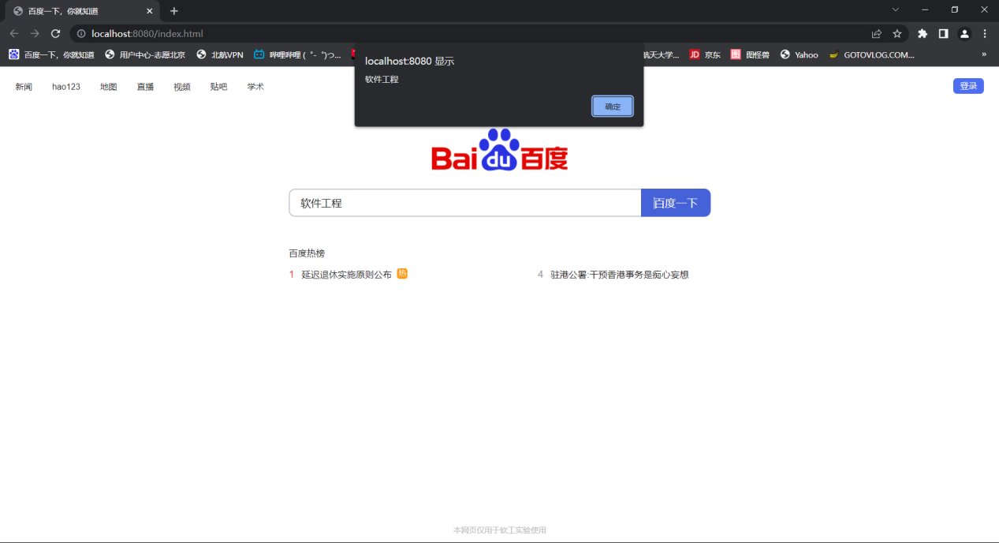 百度一下，你就知道
localhost:8080/index.html
百度一下，你就知道 用户中心-志愿北京 北航VPN 哔哩哔哩 ( ゜- ゜)つ... 航天大学... JD 京东 图 图怪兽 Yahoo GOTOVLOG.COM... »
localhost:8080 显示
软件工程
确定
新闻 hao123 地图 直播 视频 贴吧 学术 登录
Bai du 百度
软件工程 百度一下
百度热榜
1 延迟退休实施原则公布 热 4 驻港公署:干预香港事务是痴心妄想
本网页仅用于软工实验使用